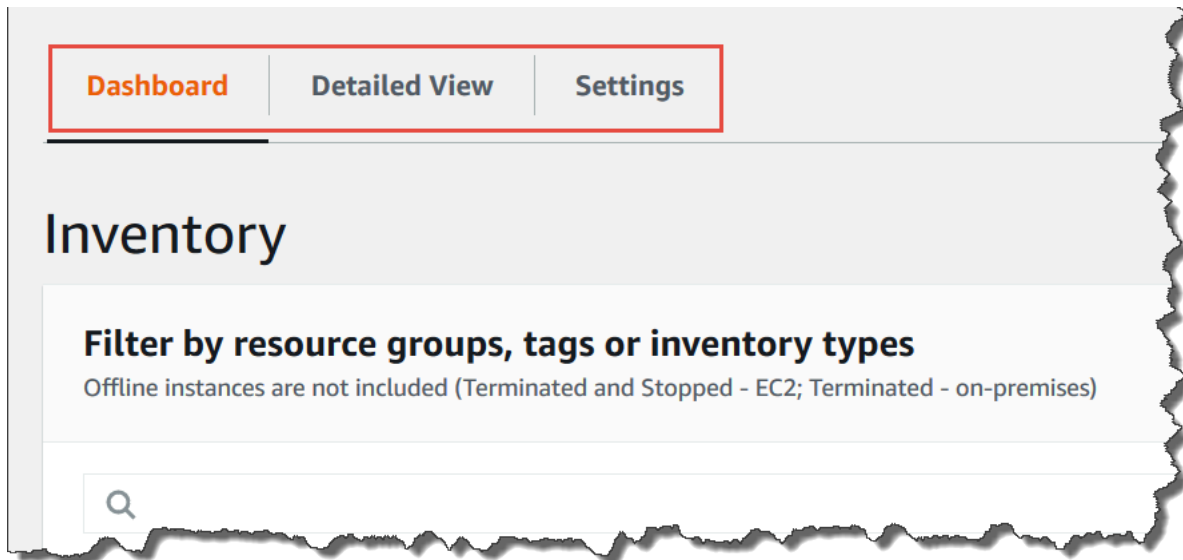 Dashboard Detailed View Settings
Inventory
Filter by resource groups, tags or inventory types
Offline instances are not included (Terminated and Stopped - EC2; Terminated - on-premises)